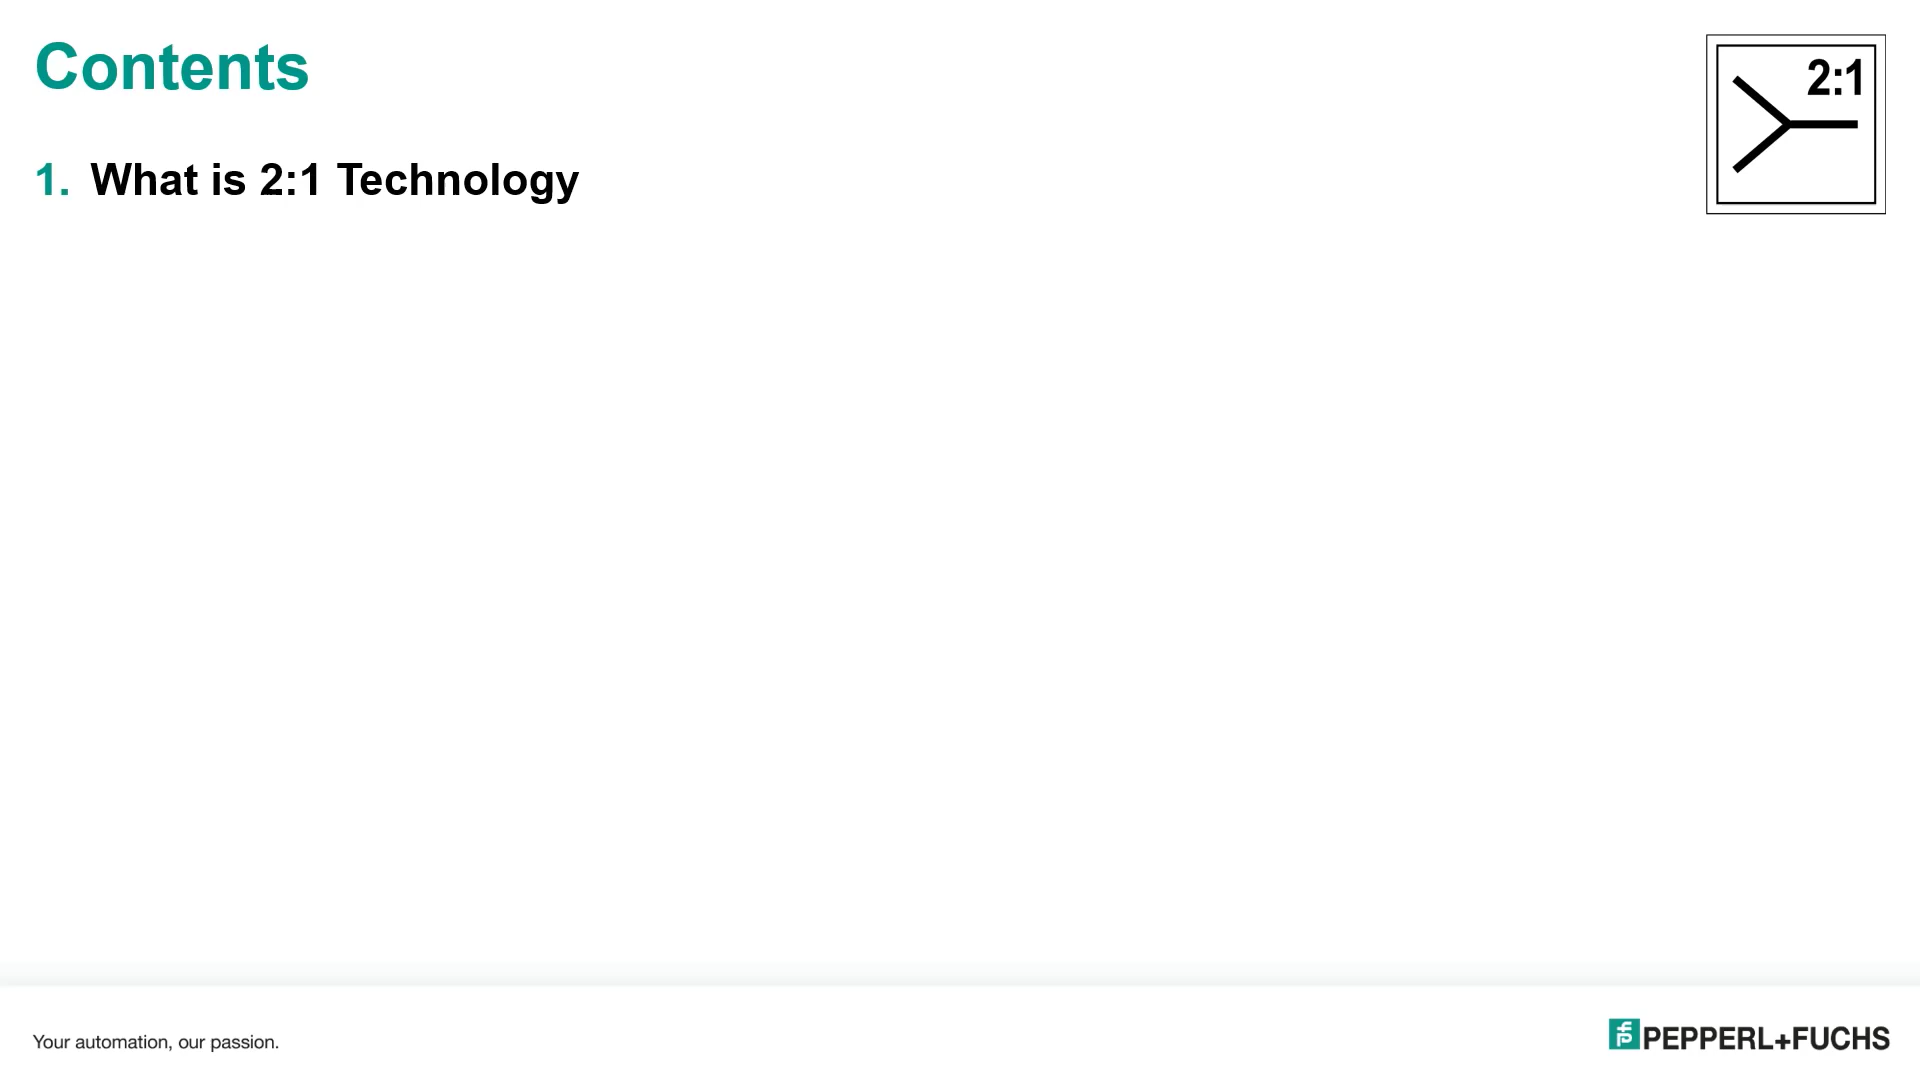 Contents
2:1
1. What is 2:1 Technology
Your automation, our passion.
PEPPERL+FUCHS